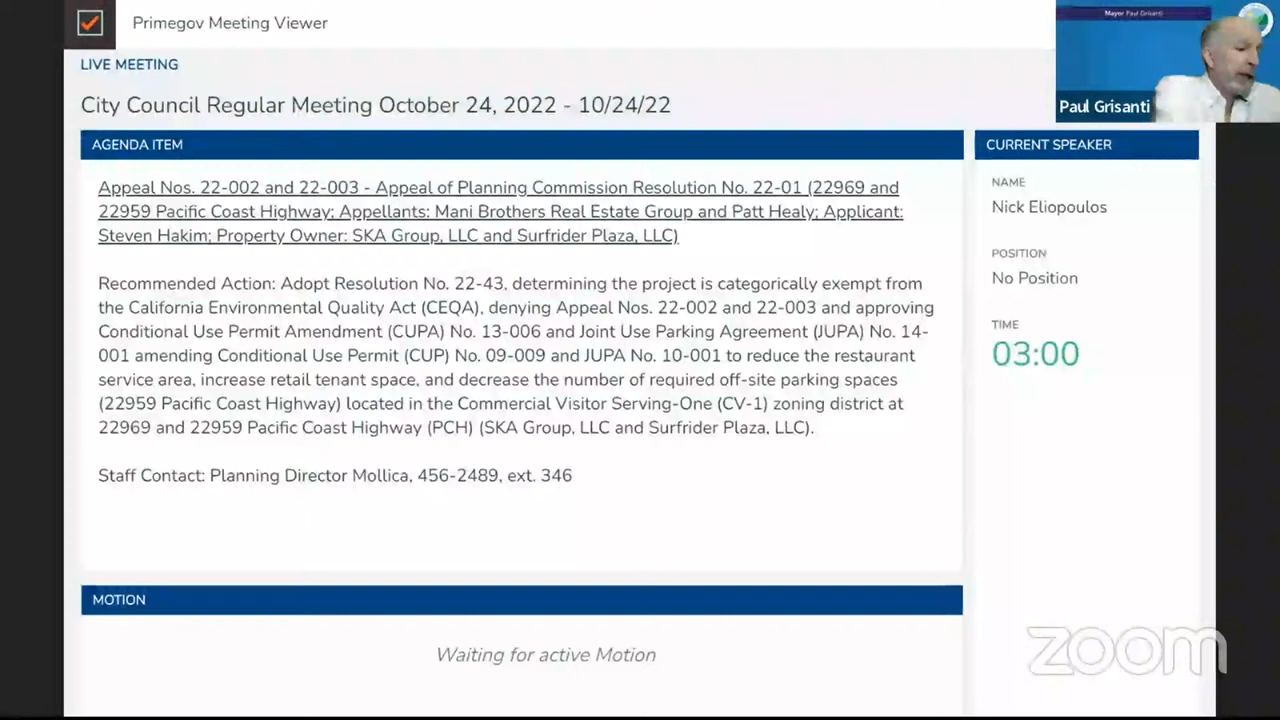 Primegov Meeting Viewer
Mayor Paul Grisanti
Paul Grisanti
LIVE MEETING
City Council Regular Meeting October 24, 2022 - 10/24/22
AGENDA ITEM
Appeal Nos. 22-002 and 22-003 - Appeal of Planning Commission Resolution No. 22-01 (22969 and
22959 Pacific Coast Highway; Appellants: Mani Brothers Real Estate Group and Patt Healy; Applicant:
Steven Hakim; Property Owner: SKA Group, LLC and Surfrider Plaza, LLC)
Recommended Action: Adopt Resolution No. 22-43, determining the project is categorically exempt from
the California Environmental Quality Act (CEQA), denying Appeal Nos. 22-002 and 22-003 and approving
Conditional Use Permit Amendment (CUPA) No. 13-006 and Joint Use Parking Agreement (JUPA) No. 14-
001 amending Conditional Use Permit (CUP) No. 09-009 and JUPA No. 10-001 to reduce the restaurant
service area, increase retail tenant space, and decrease the number of required off-site parking spaces
(22959 Pacific Coast Highway) located in the Commercial Visitor Serving-One (CV-1) zoning district at
22969 and 22959 Pacific Coast Highway (PCH) (SKA Group, LLC and Surfrider Plaza, LLC).
Staff Contact: Planning Director Mollica, 456-2489, ext. 346
MOTION
Waiting for active Motion
CURRENT SPEAKER
NAME
Nick Eliopoulos
POSITION
No Position
TIME
03:00
zoom